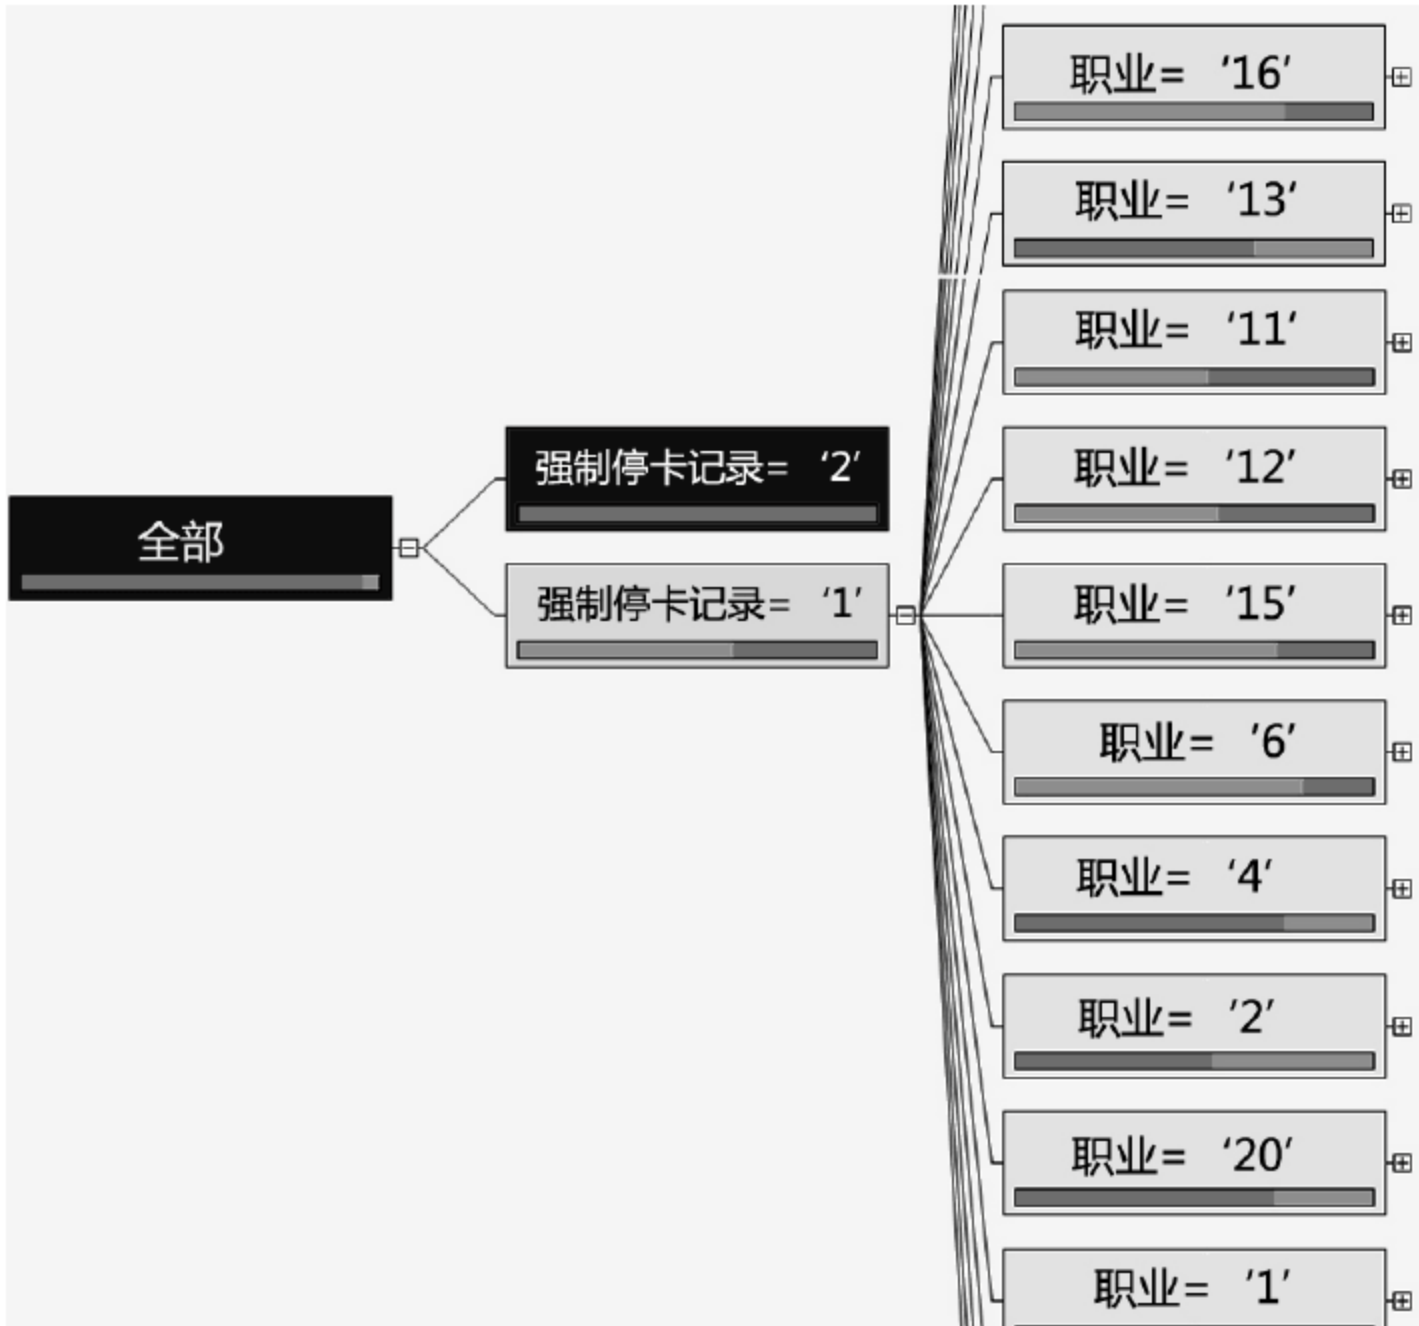 全部
强制停卡记录= ‘2’
强制停卡记录= ‘1’
职业= ‘16’
职业= ‘13‘
职业= ‘11‘
职业= ‘12’
职业= ‘15’
职业= ’6’
职业= ‘4‘
职业= ’2’
职业= ‘20’
职业= ’1’